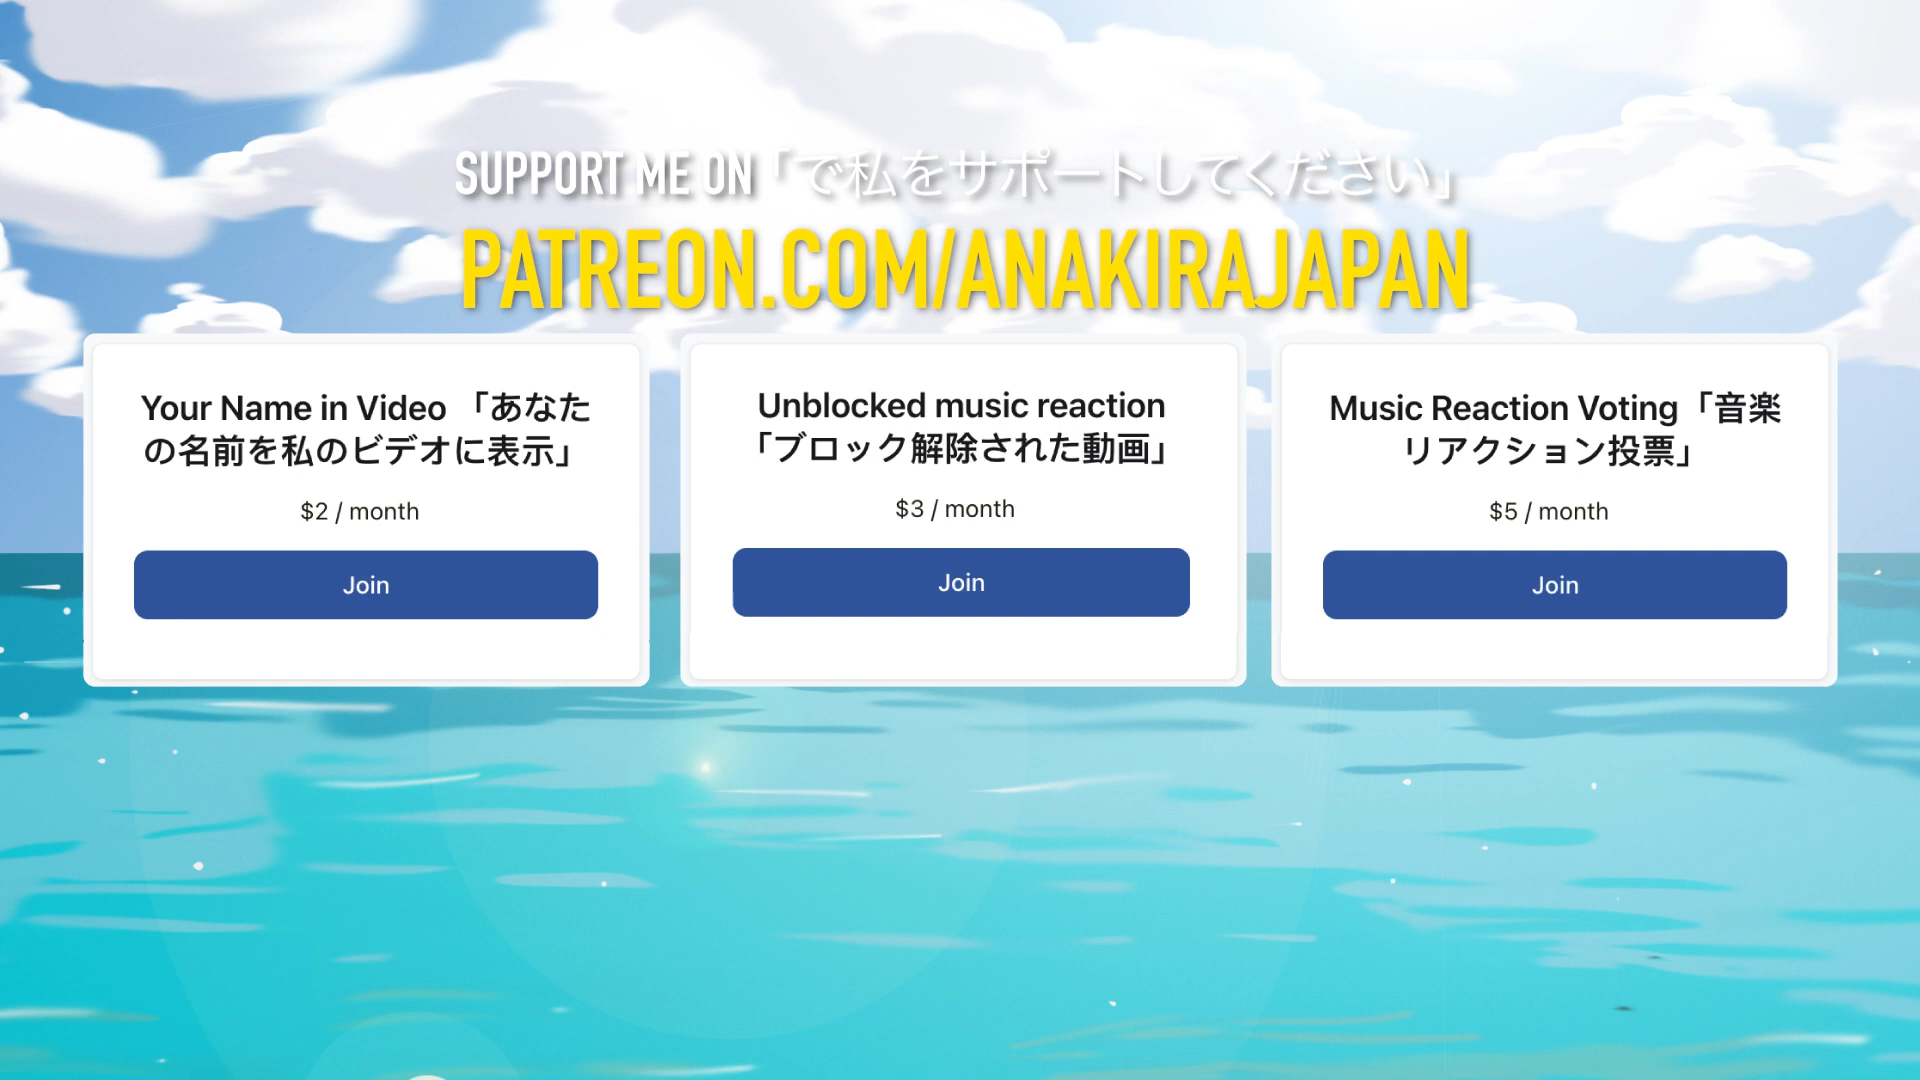 SUPPORT ME ON「で私をサポートしてください」
PATREON.COM/ANAKIRAJAPAN
Your Name in Video 「あなた
の名前を私のビデオに表示」
$2 / month
Join
Unblocked music reaction
「ブロック解除された動画」
$3 / month
Join
Music Reaction Voting「音楽
リアクション投票」
$5 / month
Join